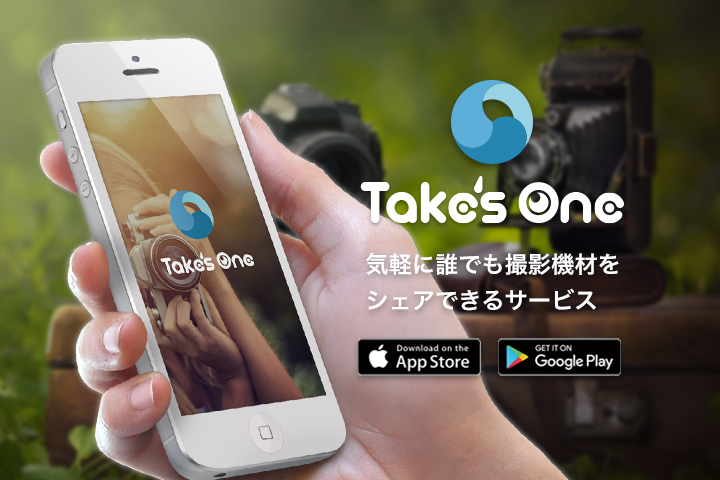 Take's One
Take's One
気軽に誰でも撮影機材を
シェアできるサービス
Download on the
App Store
GET IT ON
Google Play